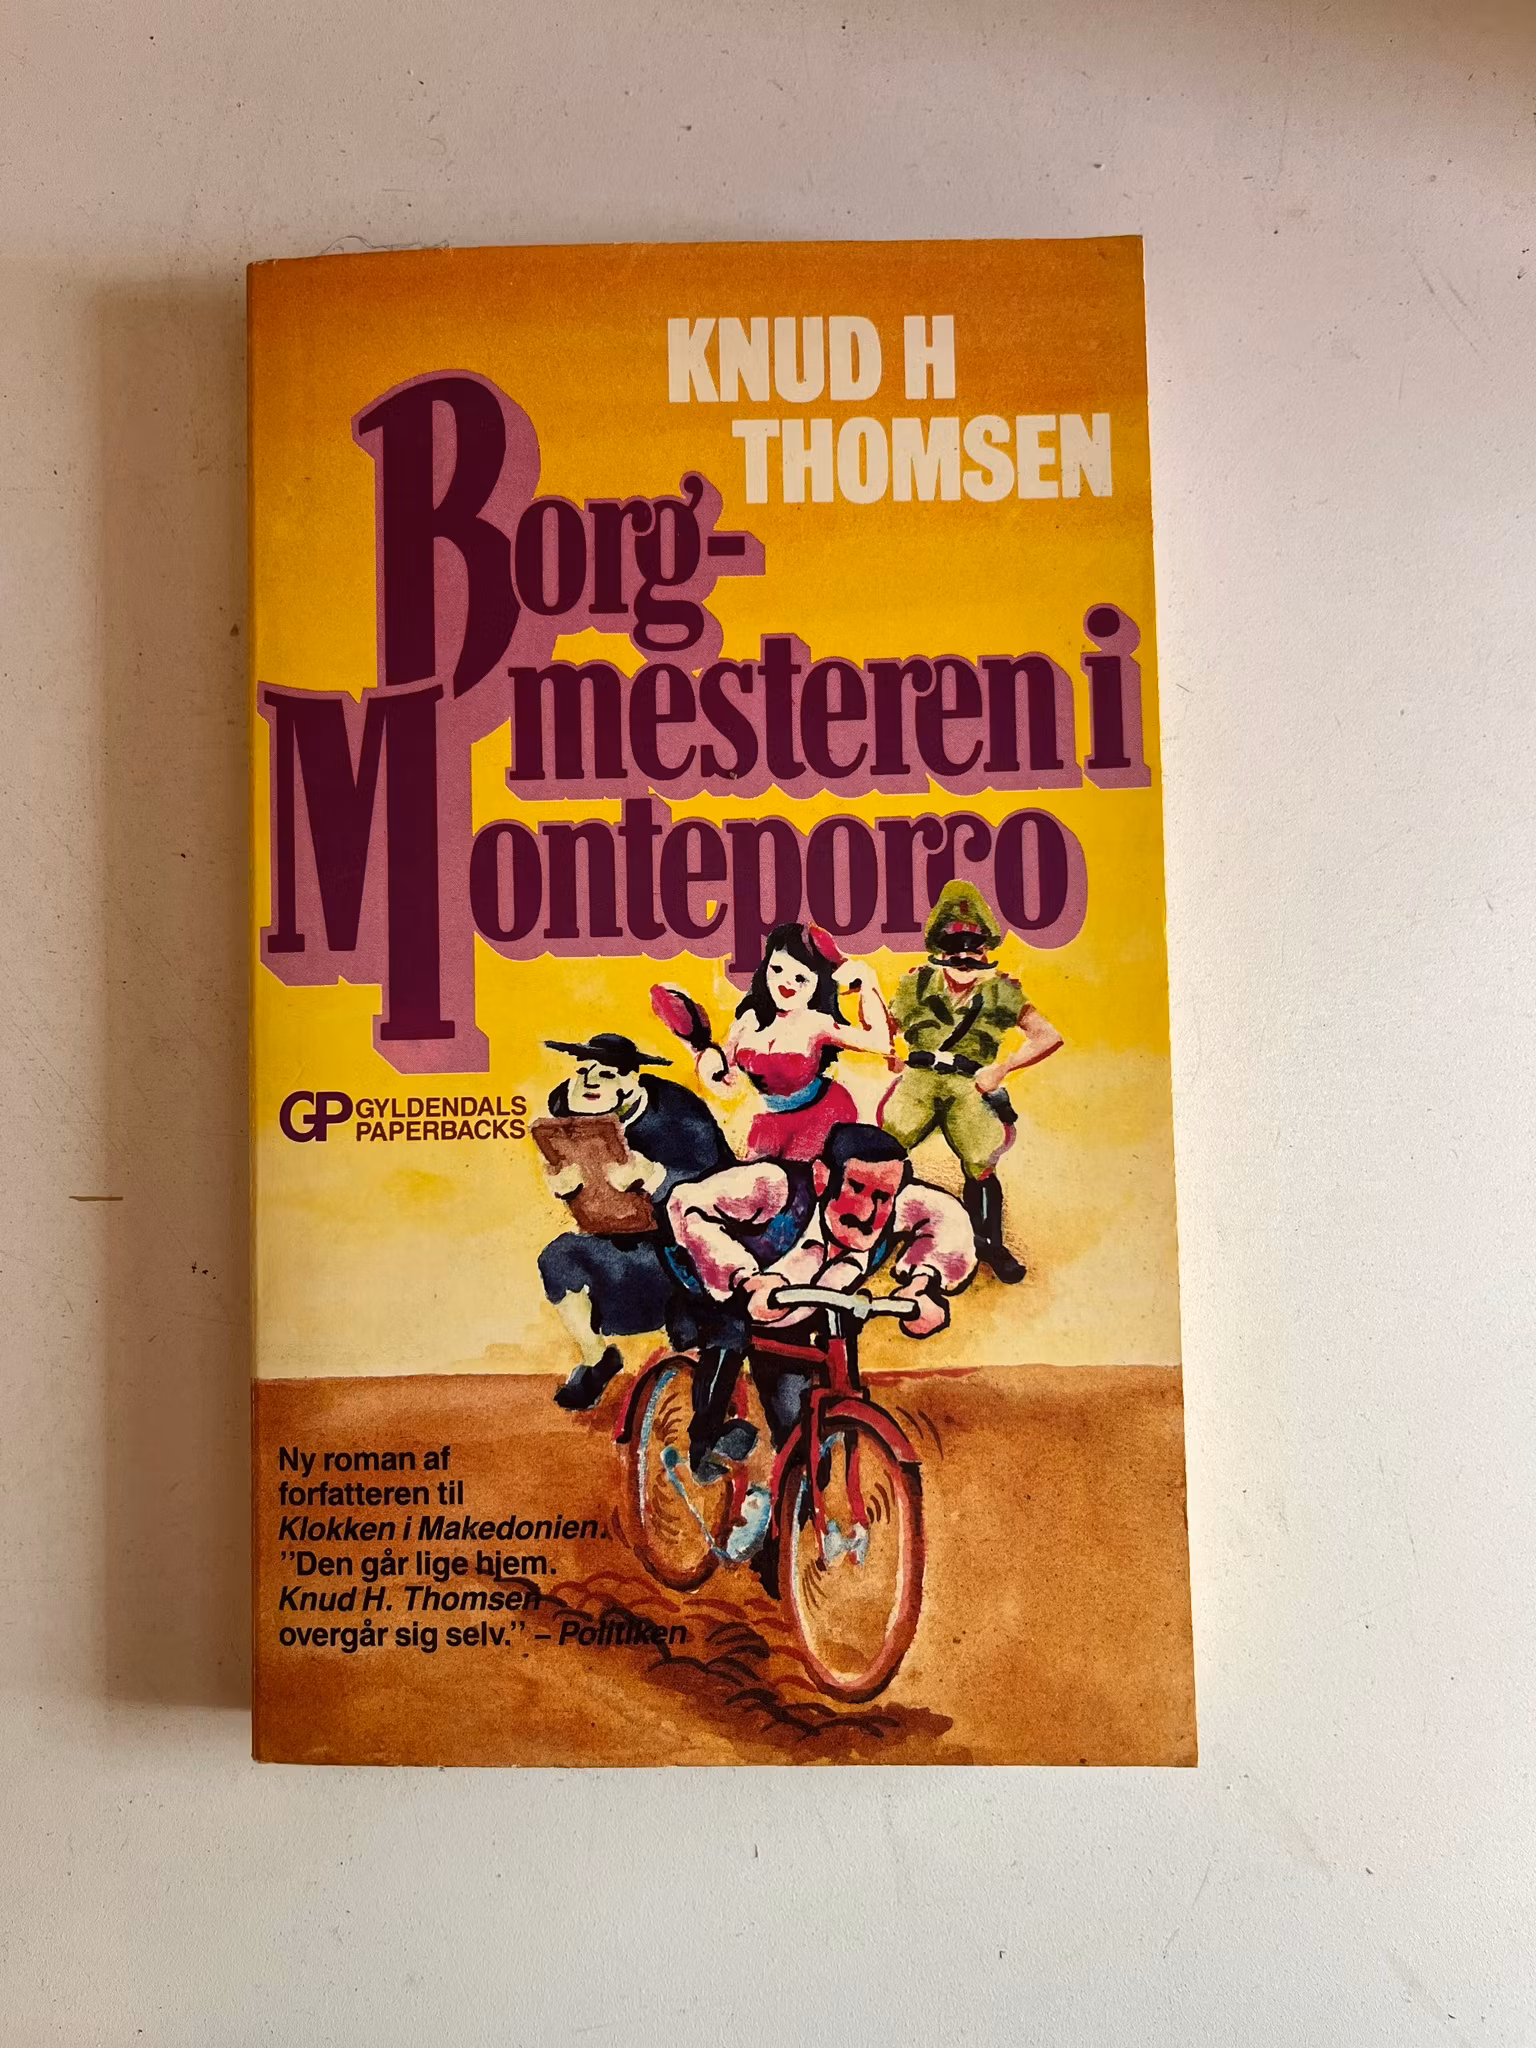 KNUD H
THOMSEN
Borg-
mesteren i
Monteporco
GP GYLDENDALS
PAPERBACKS
Ny roman af
forfatteren til
Klokken i Makedonien.
"Den går lige hjem.
Knud H. Thomsen
overgår sig selv." – Politiken